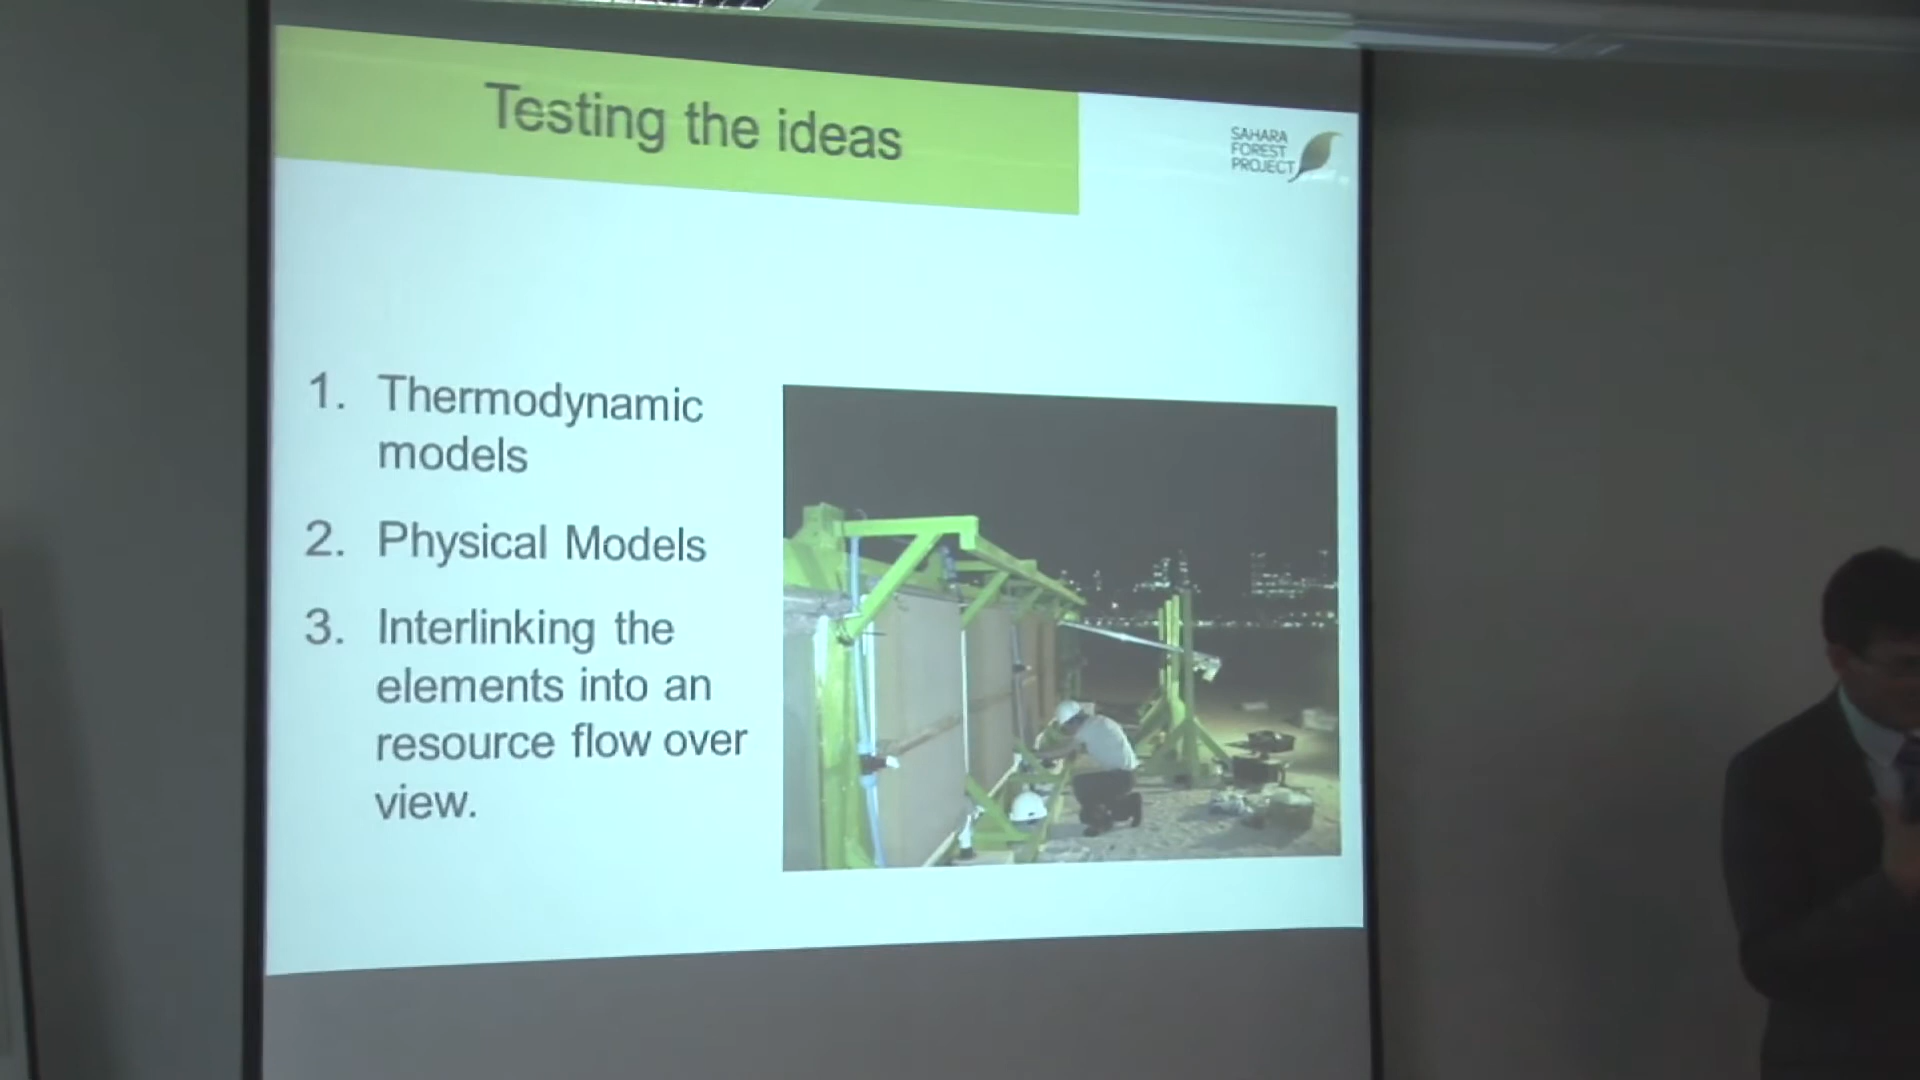 Testing the ideas
SAHARA
FOREST
PROJECT
1. Thermodynamic
models
2. Physical Models
3. Interlinking the
elements into an
resource flow over
view.